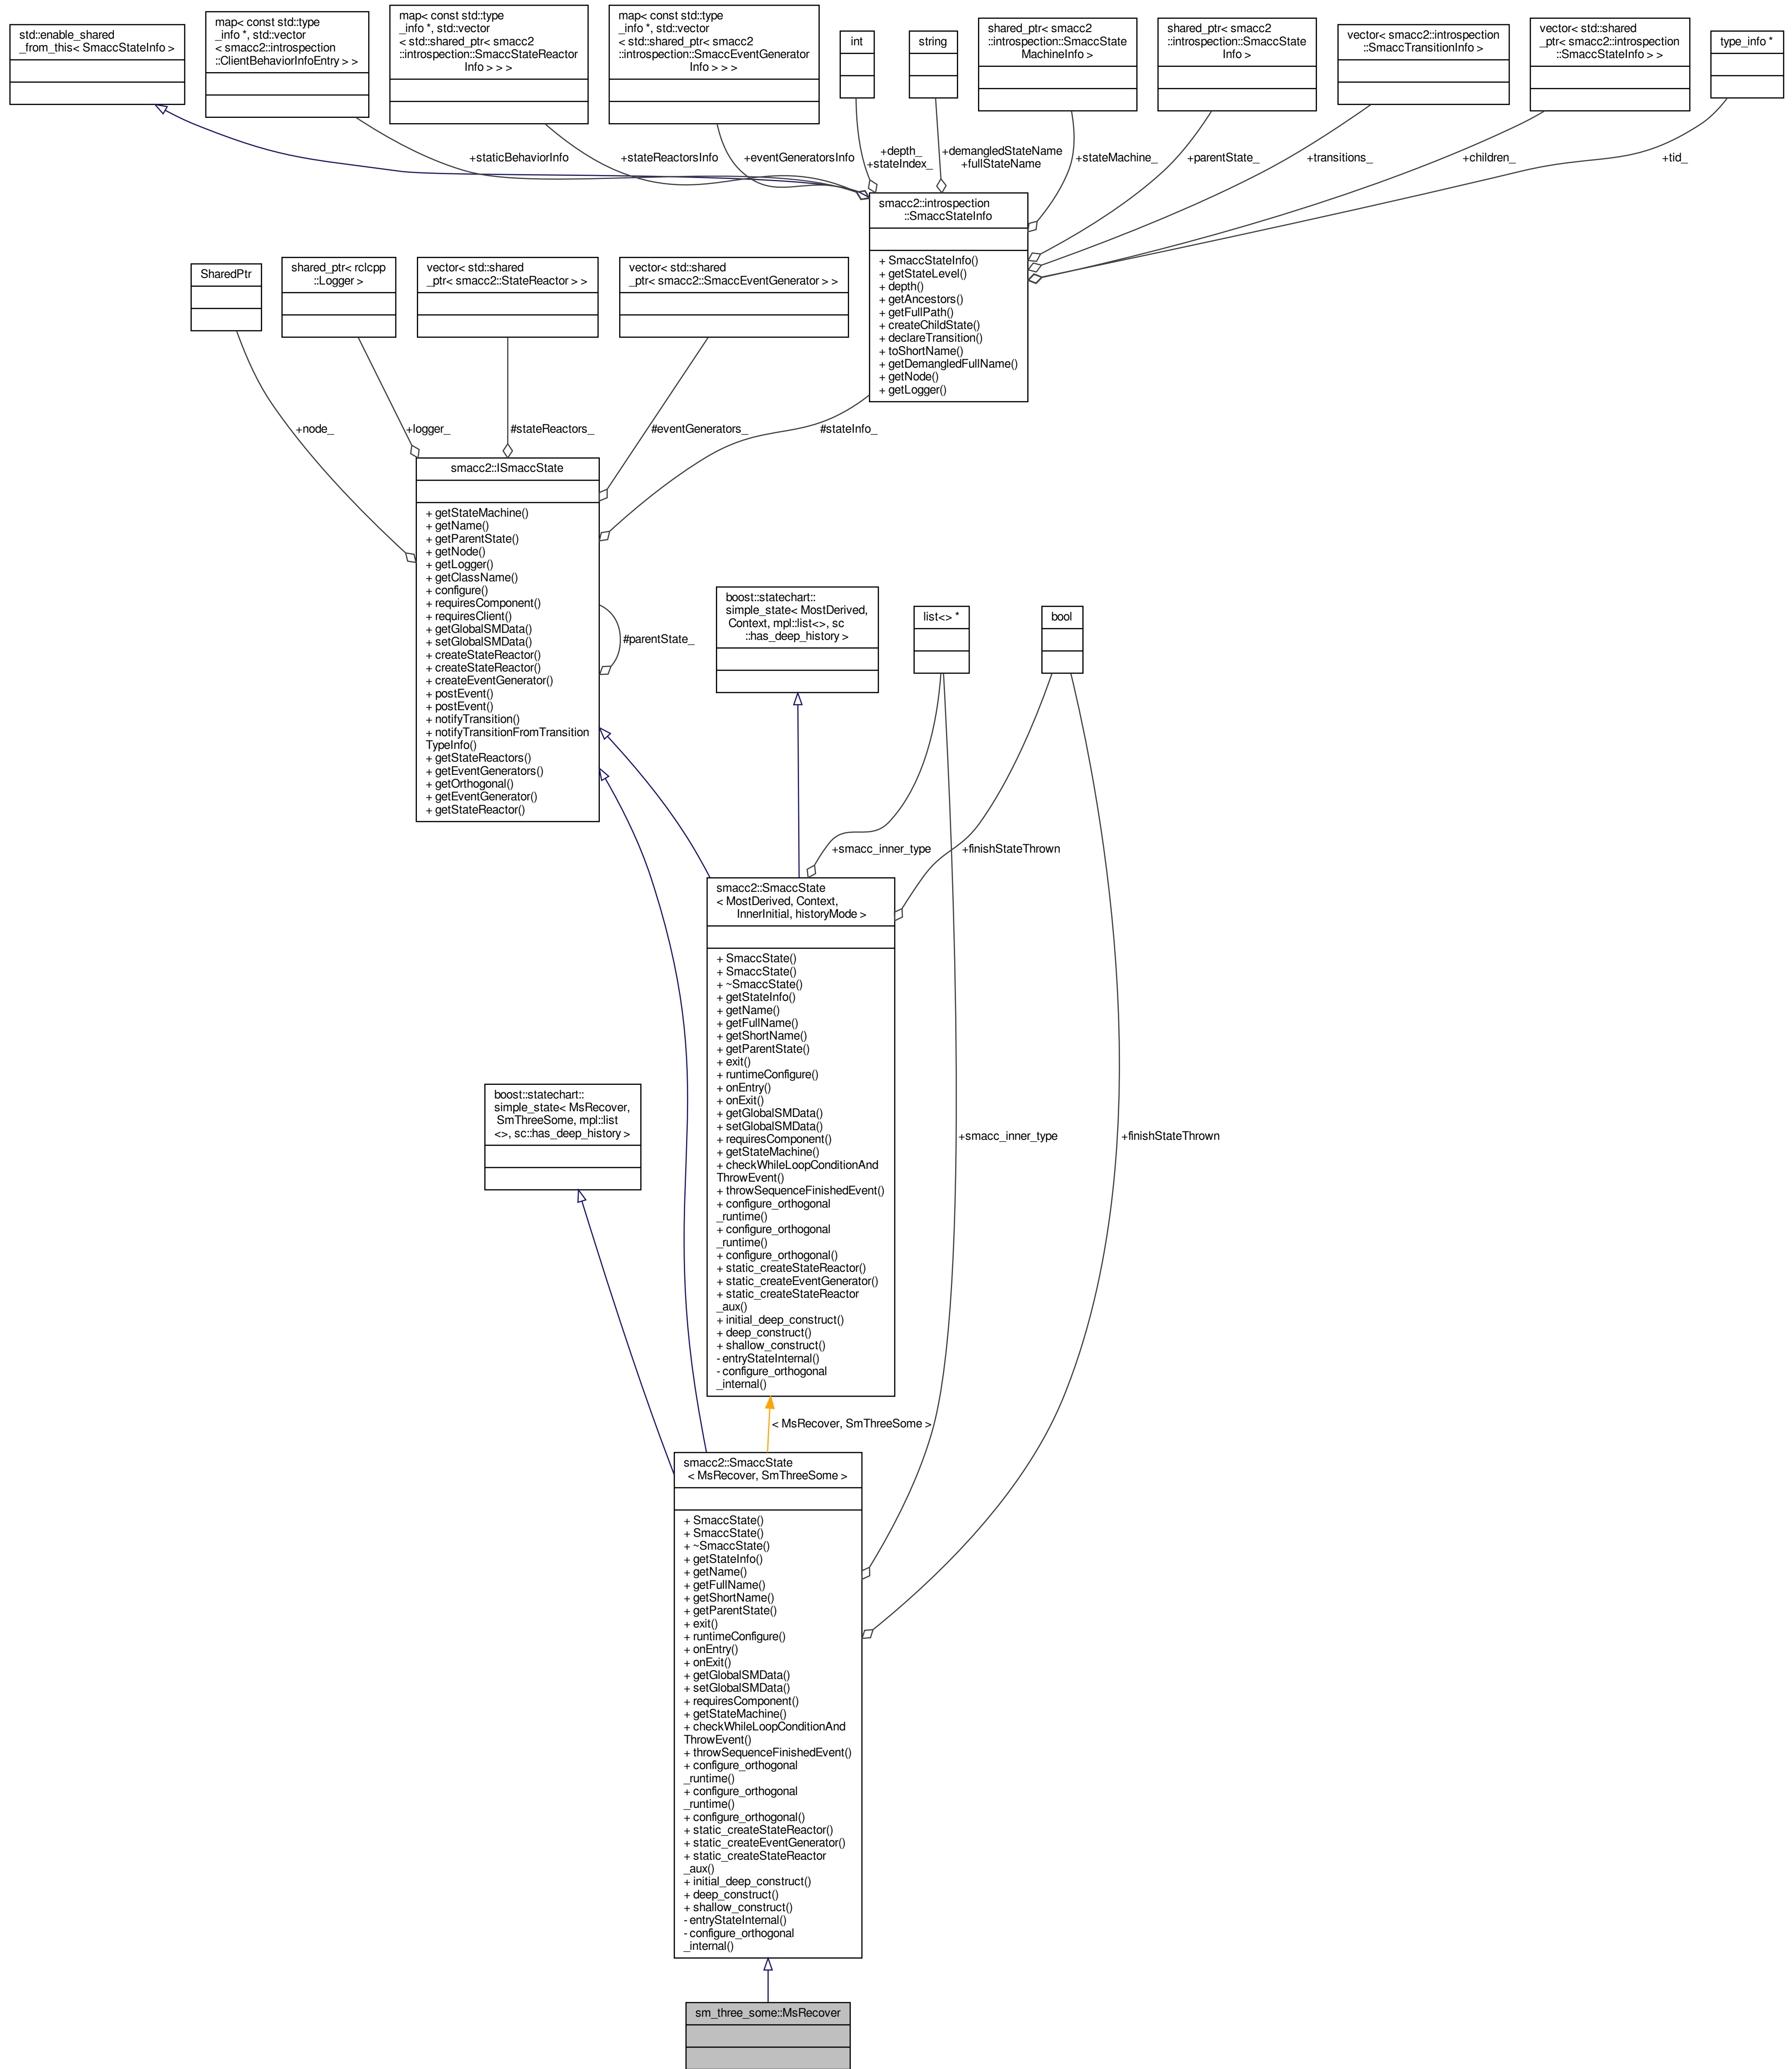 std::enable_shared
_from_this< SmaccStateInfo >
map< const std::type
_info *, std::vector
< smacc2::introspection
::ClientBehaviorInfoEntry > >
map< const std::type
_info *, std::vector
< std::shared_ptr< smacc2
::introspection::SmaccStateReactor
Info > > >
map< const std::type
_info *, std::vector
< std::shared_ptr< smacc2
::introspection::SmaccEventGenerator
Info > > >
int
string
shared_ptr< smacc2
::introspection::SmaccState
MachineInfo >
shared_ptr< smacc2
::introspection::SmaccState
Info >
vector< smacc2::introspection
::SmaccTransitionInfo >
vector< std::shared
_ptr< smacc2::introspection
::SmaccStateInfo > >
type_info *
+staticBehaviorInfo
+stateReactorsInfo
+eventGeneratorsInfo
+depth_
+stateIndex_
+demangledStateName
+fullStateName
+stateMachine_
+parentState_
+transitions_
+children_
+tid_
smacc2::introspection
::SmaccStateInfo
+ SmaccStateInfo()
+ getStateLevel()
+ depth()
+ getAncestors()
+ getFullPath()
+ createChildState()
+ declareTransition()
+ toShortName()
+ getDemangledFullName()
+ getNode()
+ getLogger()
SharedPtr
shared_ptr< rclcpp
::Logger >
vector< std::shared
_ptr< smacc2::StateReactor > >
vector< std::shared
_ptr< smacc2::SmaccEventGenerator > >
+node_
+logger_
#stateReactors_
#eventGenerators_
#stateInfo_
smacc2::ISmaccState
+ getStateMachine()
+ getName()
+ getParentState()
+ getNode()
+ getLogger()
+ getClassName()
+ configure()
+ requiresComponent()
+ requiresClient()
+ getGlobalSMData()
+ setGlobalSMData()
+ createStateReactor()
+ createStateReactor()
+ createEventGenerator()
+ postEvent()
+ postEvent()
+ notifyTransition()
+ notifyTransitionFromTransition
TypeInfo()
+ getStateReactors()
+ getEventGenerators()
+ getOrthogonal()
+ getEventGenerator()
+ getStateReactor()
#parentState_
boost::statechart::
simple_state< MostDerived,
Context, mpl::list<>, sc
::has_deep_history >
list<> *
bool
+smacc_inner_type
+finishStateThrown
smacc2::SmaccState
< MostDerived, Context,
InnerInitial, historyMode >
+ SmaccState()
+ SmaccState()
+ ~SmaccState()
+ getStateInfo()
+ getName()
+ getFullName()
+ getShortName()
+ getParentState()
+ exit()
+ runtimeConfigure()
+ onEntry()
+ onExit()
+ getGlobalSMData()
+ setGlobalSMData()
+ requiresComponent()
+ getStateMachine()
+ checkWhileLoopConditionAnd
ThrowEvent()
+ throwSequenceFinishedEvent()
+ configure_orthogonal
_runtime()
+ configure_orthogonal
_runtime()
+ configure_orthogonal()
+ static_createStateReactor()
+ static_createEventGenerator()
+ static_createStateReactor
_aux()
+ initial_deep_construct()
+ deep_construct()
+ shallow_construct()
- entryStateInternal()
- configure_orthogonal
_internal()
boost::statechart::
simple_state< MsRecover,
SmThreeSome, mpl::list
<>, sc::has_deep_history >
+smacc_inner_type
+finishStateThrown
< MsRecover, SmThreeSome >
smacc2::SmaccState
< MsRecover, SmThreeSome >
+ SmaccState()
+ SmaccState()
+ ~SmaccState()
+ getStateInfo()
+ getName()
+ getFullName()
+ getShortName()
+ getParentState()
+ exit()
+ runtimeConfigure()
+ onEntry()
+ onExit()
+ getGlobalSMData()
+ setGlobalSMData()
+ requiresComponent()
+ getStateMachine()
+ checkWhileLoopConditionAnd
ThrowEvent()
+ throwSequenceFinishedEvent()
+ configure_orthogonal
_runtime()
+ configure_orthogonal
_runtime()
+ configure_orthogonal()
+ static_createStateReactor()
+ static_createEventGenerator()
+ static_createStateReactor
_aux()
+ initial_deep_construct()
+ deep_construct()
+ shallow_construct()
- entryStateInternal()
- configure_orthogonal
_internal()
sm_three_some::MsRecover